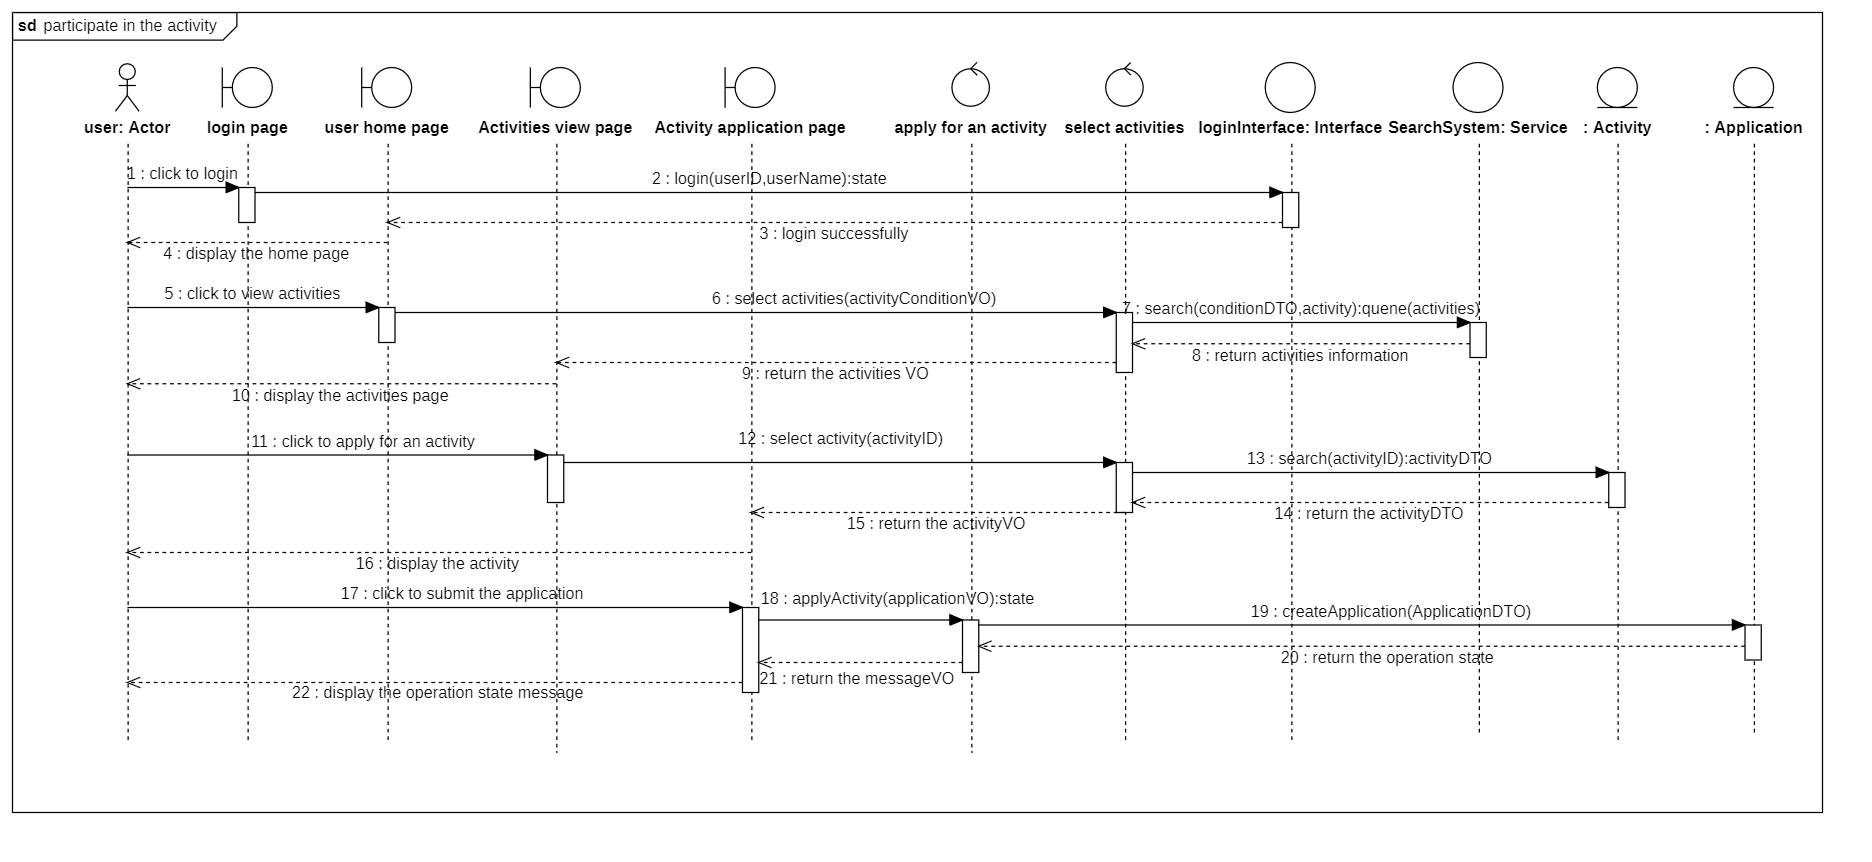 sd participate in the activity
user: Actor
login page
user home page
Activities view page
Activity application page
apply for an activity
select activities
loginInterface: Interface
SearchSystem: Service
: Activity
: Application
1 : click to login
2 : login(userID,userName):state
3 : login successfully
4 : display the home page
5 : click to view activities
6 : select activities(activityConditionVO)
7 : search(conditionDTO,activity):quene(activities)
8 : return activities information
9 : return the activities VO
10 : display the activities page
11 : click to apply for an activity
12 : select activity(activityID)
13 : search(activityID):activityDTO
14 : return the activityDTO
15 : return the activityVO
16 : display the activity
17 : click to submit the application
18 : applyActivity(applicationVO):state
19 : createApplication(ApplicationDTO)
20 : return the operation state
21 : return the messageVO
22 : display the operation state message